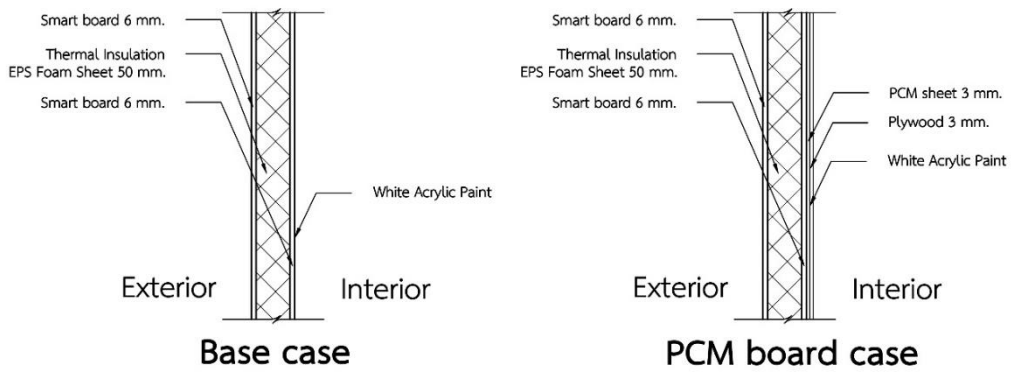 Smart board 6 mm.
Thermal Insulation
EPS Foam Sheet 50 mm.
Smart board 6 mm.
White Acrylic Paint
Exterior
Interior
Base case
Smart board 6 mm.
Thermal Insulation
EPS Foam Sheet 50 mm.
Smart board 6 mm.
PCM sheet 3 mm.
Plywood 3 mm.
White Acrylic Paint
Exterior
Interior
PCM board case